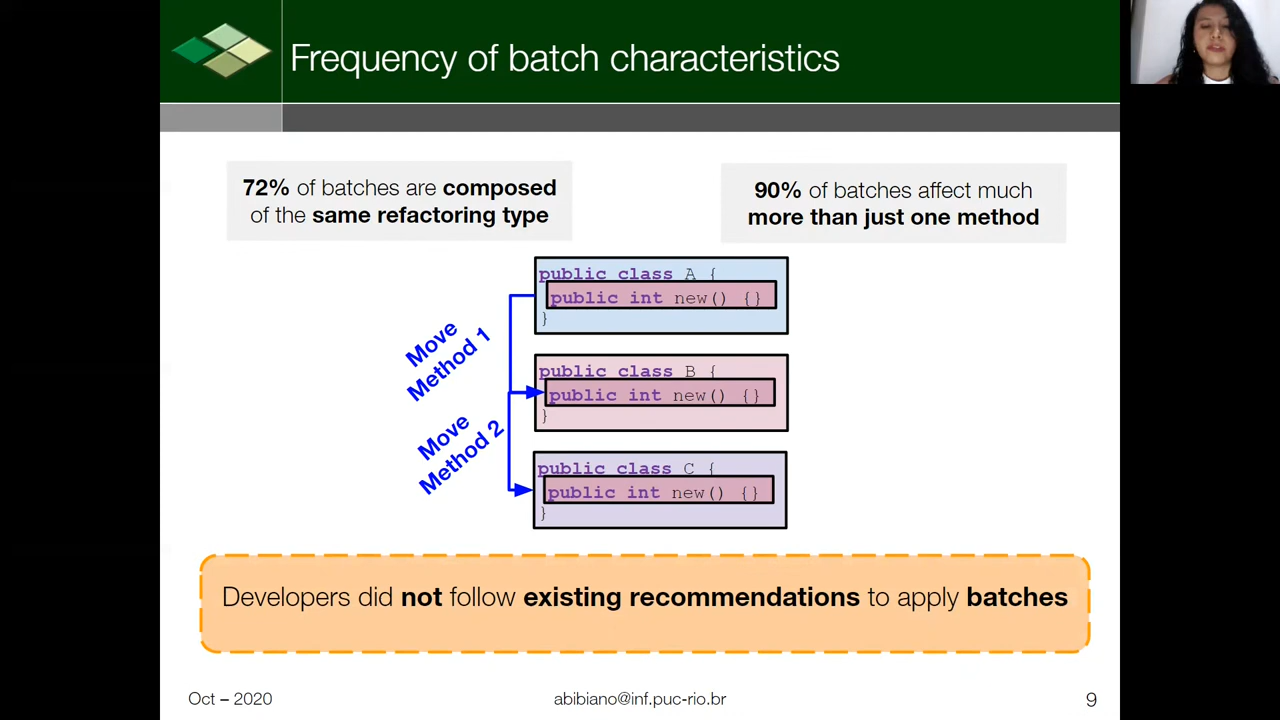 Frequency of batch characteristics
72% of batches are composed
of the same refactoring type
90% of batches affect much
more than just one method
public class A {
public int new() {}
}
Move
Method 1
public class B {
public int new() {}
}
Move
Method 2
public class C {
public int new() {}
}
Developers did not follow existing recommendations to apply batches
Oct – 2020
abibiano@inf.puc-rio.br
9